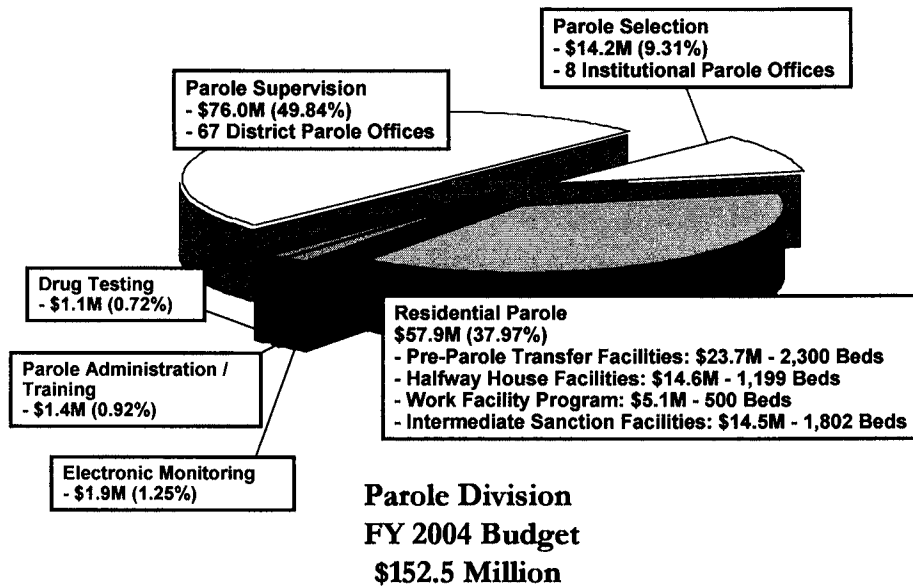 Parole Selection
- $14.2M (9.31%)
- 8 Institutional Parole Offices
Parole Supervision
- $76.0M (49.84%)
- 67 District Parole Offices
Drug Testing
- $1.1M (0.72%)
Residential Parole
$57.9M (37.97%)
- Pre-Parole Transfer Facilities: $23.7M - 2,300 Beds
- Halfway House Facilities: $14.6M - 1,199 Beds
- Work Facility Program: $5.1M - 500 Beds
- Intermediate Sanction Facilities: $14.5M - 1,802 Beds
Parole Administration /
Training
- $1.4M (0.92%)
Electronic Monitoring
- $1.9M (1.25%)
Parole Division
FY 2004 Budget
$152.5 Million